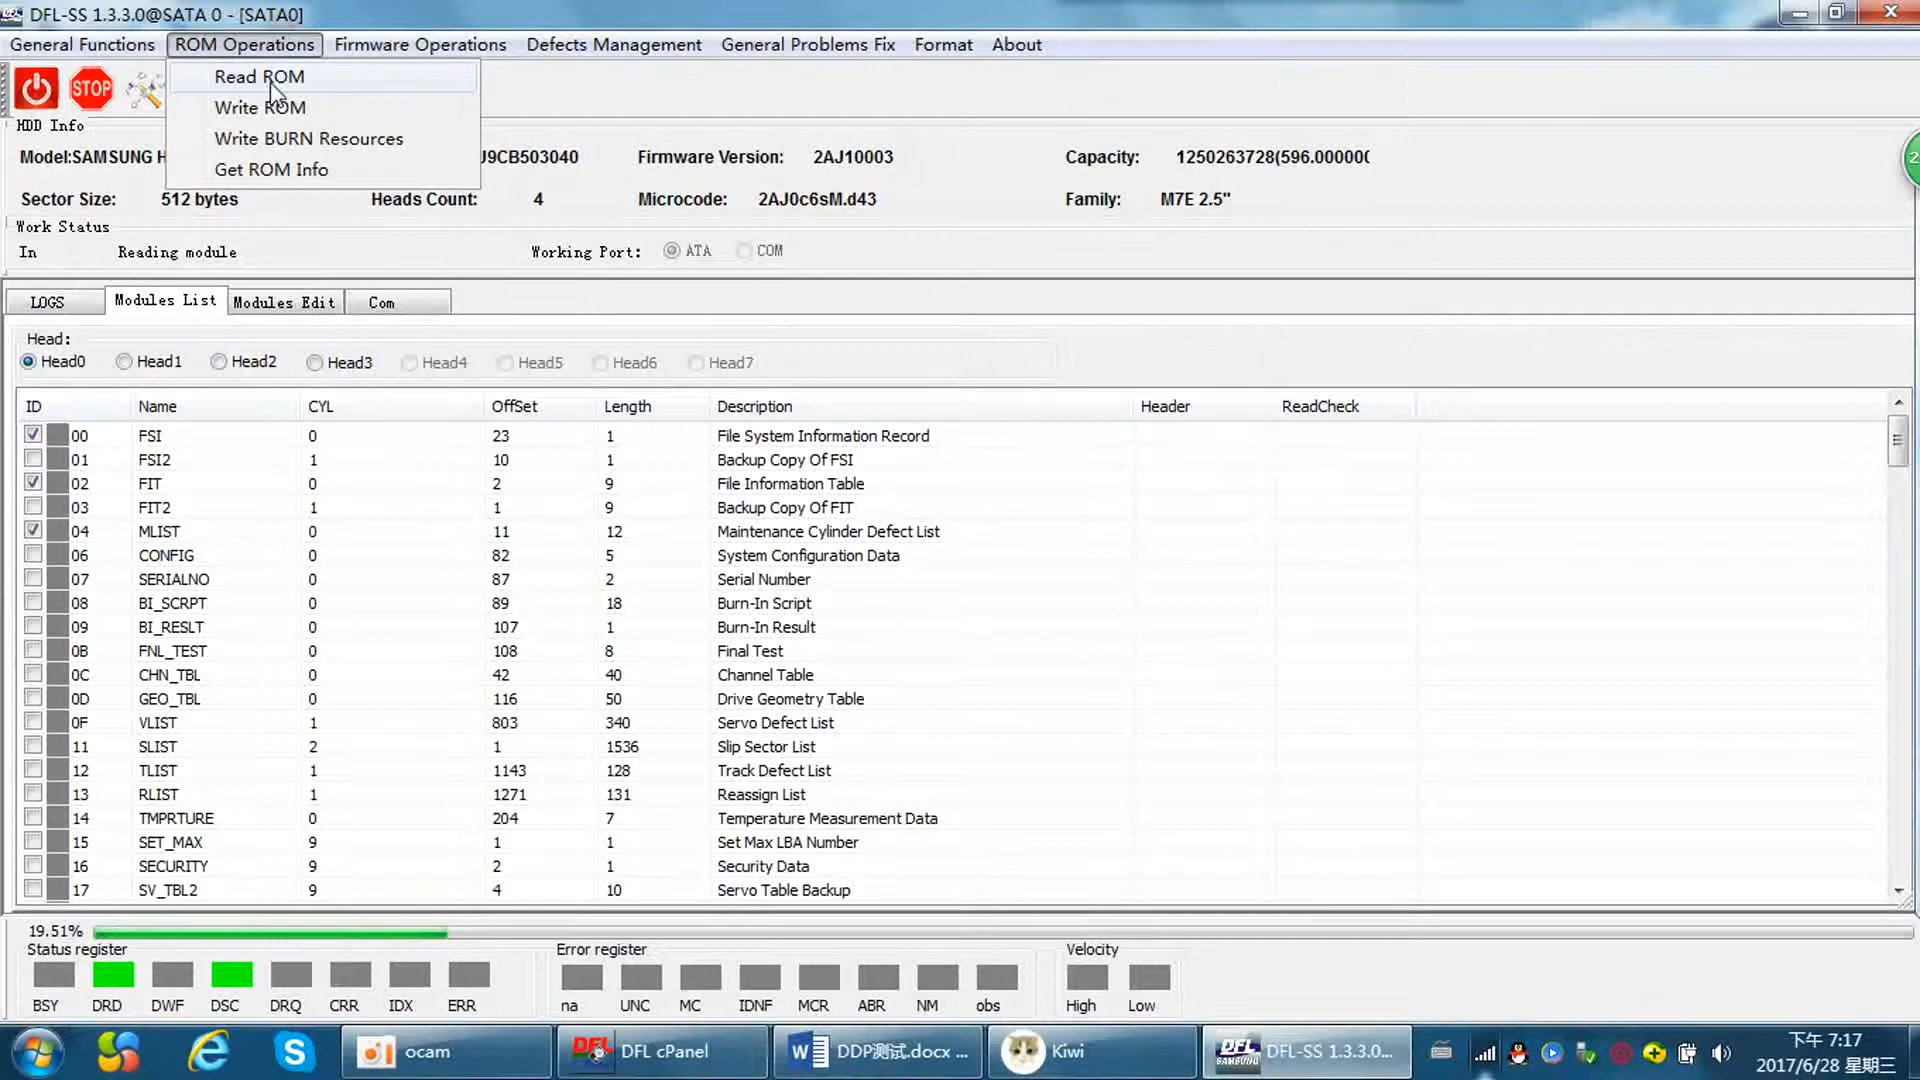 DFL-SS 1.3.3.0@SATA 0 - [SATA0]
General Functions ROM Operations Firmware Operations Defects Management General Problems Fix Format About
Read ROM
Write ROM
Write BURN Resources
Get ROM Info
STOP
HDD Info
Model:SAMSUNG H J9CB503040 Firmware Version: 2AJ10003 Capacity: 1250263728(596.00000(
Sector Size: 512 bytes Heads Count: 4 Microcode: 2AJ0c6sM.d43 Family: M7E 2.5"
Work Status
In Reading module Working Port: ATA COM
LOGS Modules List Modules Edit Com
Head:
Head0 Head1 Head2 Head3 Head4 Head5 Head6 Head7
ID Name CYL OffSet Length Description Header ReadCheck
00 FSI 0 23 1 File System Information Record
01 FSI2 1 10 1 Backup Copy Of FSI
02 FIT 0 2 9 File Information Table
03 FIT2 1 1 9 Backup Copy Of FIT
04 MLIST 0 11 12 Maintenance Cylinder Defect List
06 CONFIG 0 82 5 System Configuration Data
07 SERIALNO 0 87 2 Serial Number
08 BI_SCRPT 0 89 18 Burn-In Script
09 BI_RESLT 0 107 1 Burn-In Result
0B FNL_TEST 0 108 8 Final Test
0C CHN_TBL 0 42 40 Channel Table
0D GEO_TBL 0 116 50 Drive Geometry Table
0F VLIST 1 803 340 Servo Defect List
11 SLIST 2 1 1536 Slip Sector List
12 TLIST 1 1143 128 Track Defect List
13 RLIST 1 1271 131 Reassign List
14 TMPRTURE 0 204 7 Temperature Measurement Data
15 SET_MAX 9 1 1 Set Max LBA Number
16 SECURITY 9 2 1 Security Data
17 SV_TBL2 9 4 10 Servo Table Backup
19.51%
Status register Error register Velocity
BSY DRD DWF DSC DRQ CRR IDX ERR na UNC MC IDNF MCR ABR NM obs High Low
ocam DFL cPanel DDP测试.docx ... Kiwi DFL-SS 1.3.3.0...
下午 7:17
2017/6/28 星期三